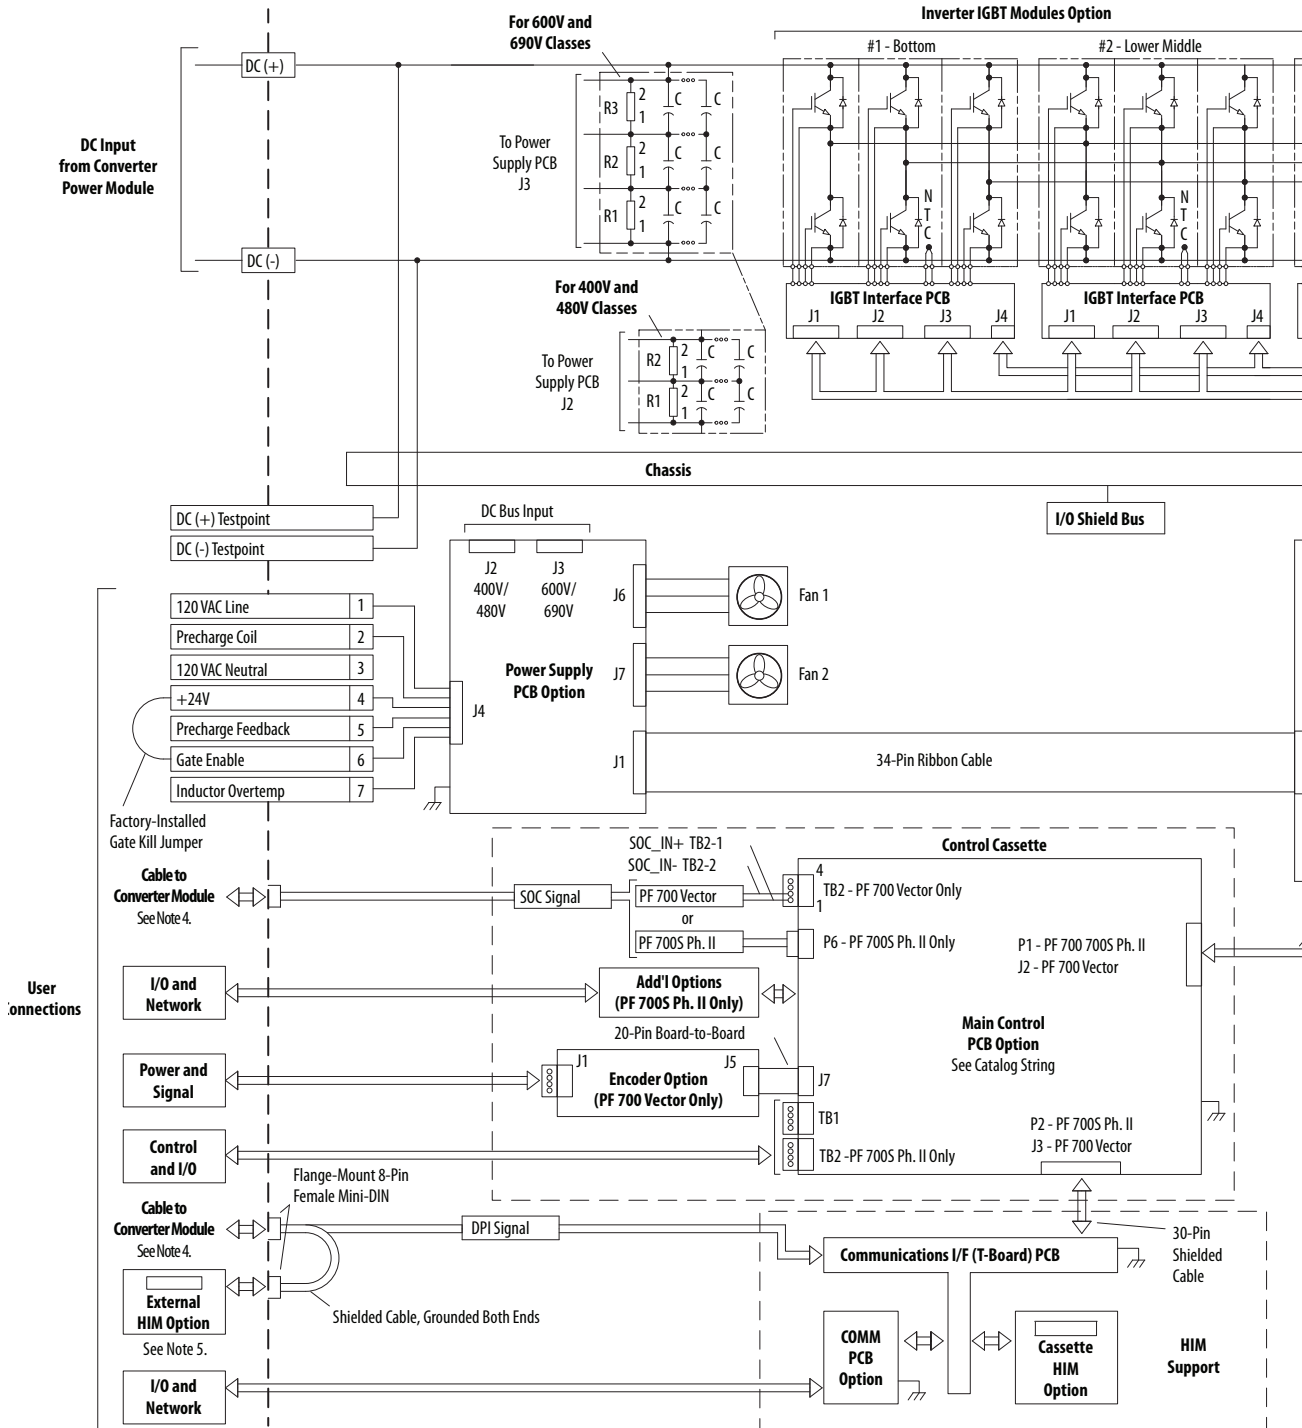 Inverter IGBT Modules Option
For 600V and
690V Classes
#1 - Bottom
#2 - Lower Middle
DC (+)
DC Input
from Converter
Power Module
To Power
Supply PCB
J3
R3
2
1
C
C
R2
2
1
C
C
R1
2
1
C
C
N
T
C
N
T
C
DC (-)
For 400V and
480V Classes
IGBT Interface PCB
J1
J2
J3
J4
IGBT Interface PCB
J1
J2
J3
J4
To Power
Supply PCB
J2
R2
2
1
C
C
R1
2
1
C
C
Chassis
I/O Shield Bus
DC (+) Testpoint
DC (-) Testpoint
DC Bus Input
J2
400V/
480V
J3
600V/
690V
J6
Fan 1
J7
Fan 2
Power Supply
PCB Option
J4
J1
34-Pin Ribbon Cable
120 VAC Line 1
Precharge Coil 2
120 VAC Neutral 3
+24V 4
Precharge Feedback 5
Gate Enable 6
Inductor Overtemp 7
Factory-Installed
Gate Kill Jumper
User
onnections
Cable to
Converter Module
See Note 4.
SOC Signal
SOC_IN+ TB2-1
SOC_IN- TB2-2
PF 700 Vector
or
PF 700S Ph. II
Control Cassette
4
TB2 - PF 700 Vector Only
1
P6 - PF 700S Ph. II Only
P1 - PF 700 700S Ph. II
J2 - PF 700 Vector
I/O and
Network
Add'l Options
(PF 700S Ph. II Only)
Main Control
PCB Option
See Catalog String
20-Pin Board-to-Board
Power and
Signal
J1
J5
Encoder Option
(PF 700 Vector Only)
J7
TB1
TB2 -PF 700S Ph. II Only
P2 - PF 700S Ph. II
J3 - PF 700 Vector
Control
and I/O
Flange-Mount 8-Pin
Female Mini-DIN
Cable to
Converter Module
See Note 4.
DPI Signal
Communications I/F (T-Board) PCB
30-Pin
Shielded
Cable
External
HIM Option
See Note 5.
Shielded Cable, Grounded Both Ends
COMM
PCB
Option
Cassette
HIM
Option
HIM
Support
I/O and
Network